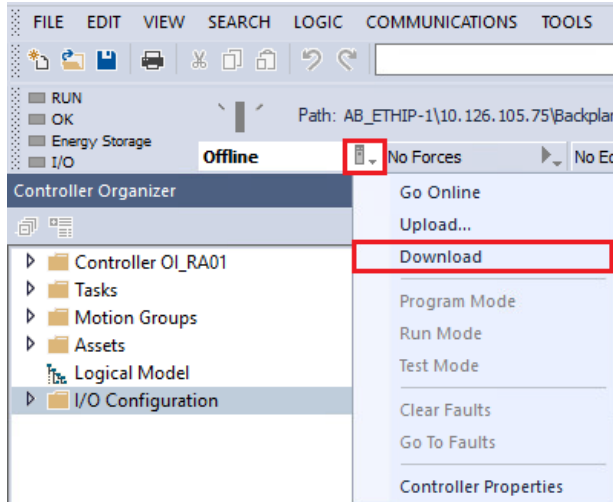 FILE EDIT VIEW SEARCH LOGIC COMMUNICATIONS TOOLS
RUN
OK
Energy Storage
I/O
Path: AB_ETHIP-1\10.126.105.75\Backplan
Offline
No Forces
No Ed
Controller Organizer
Controller OI_RA01
Tasks
Motion Groups
Assets
Logical Model
I/O Configuration
Go Online
Upload...
Download
Program Mode
Run Mode
Test Mode
Clear Faults
Go To Faults
Controller Properties